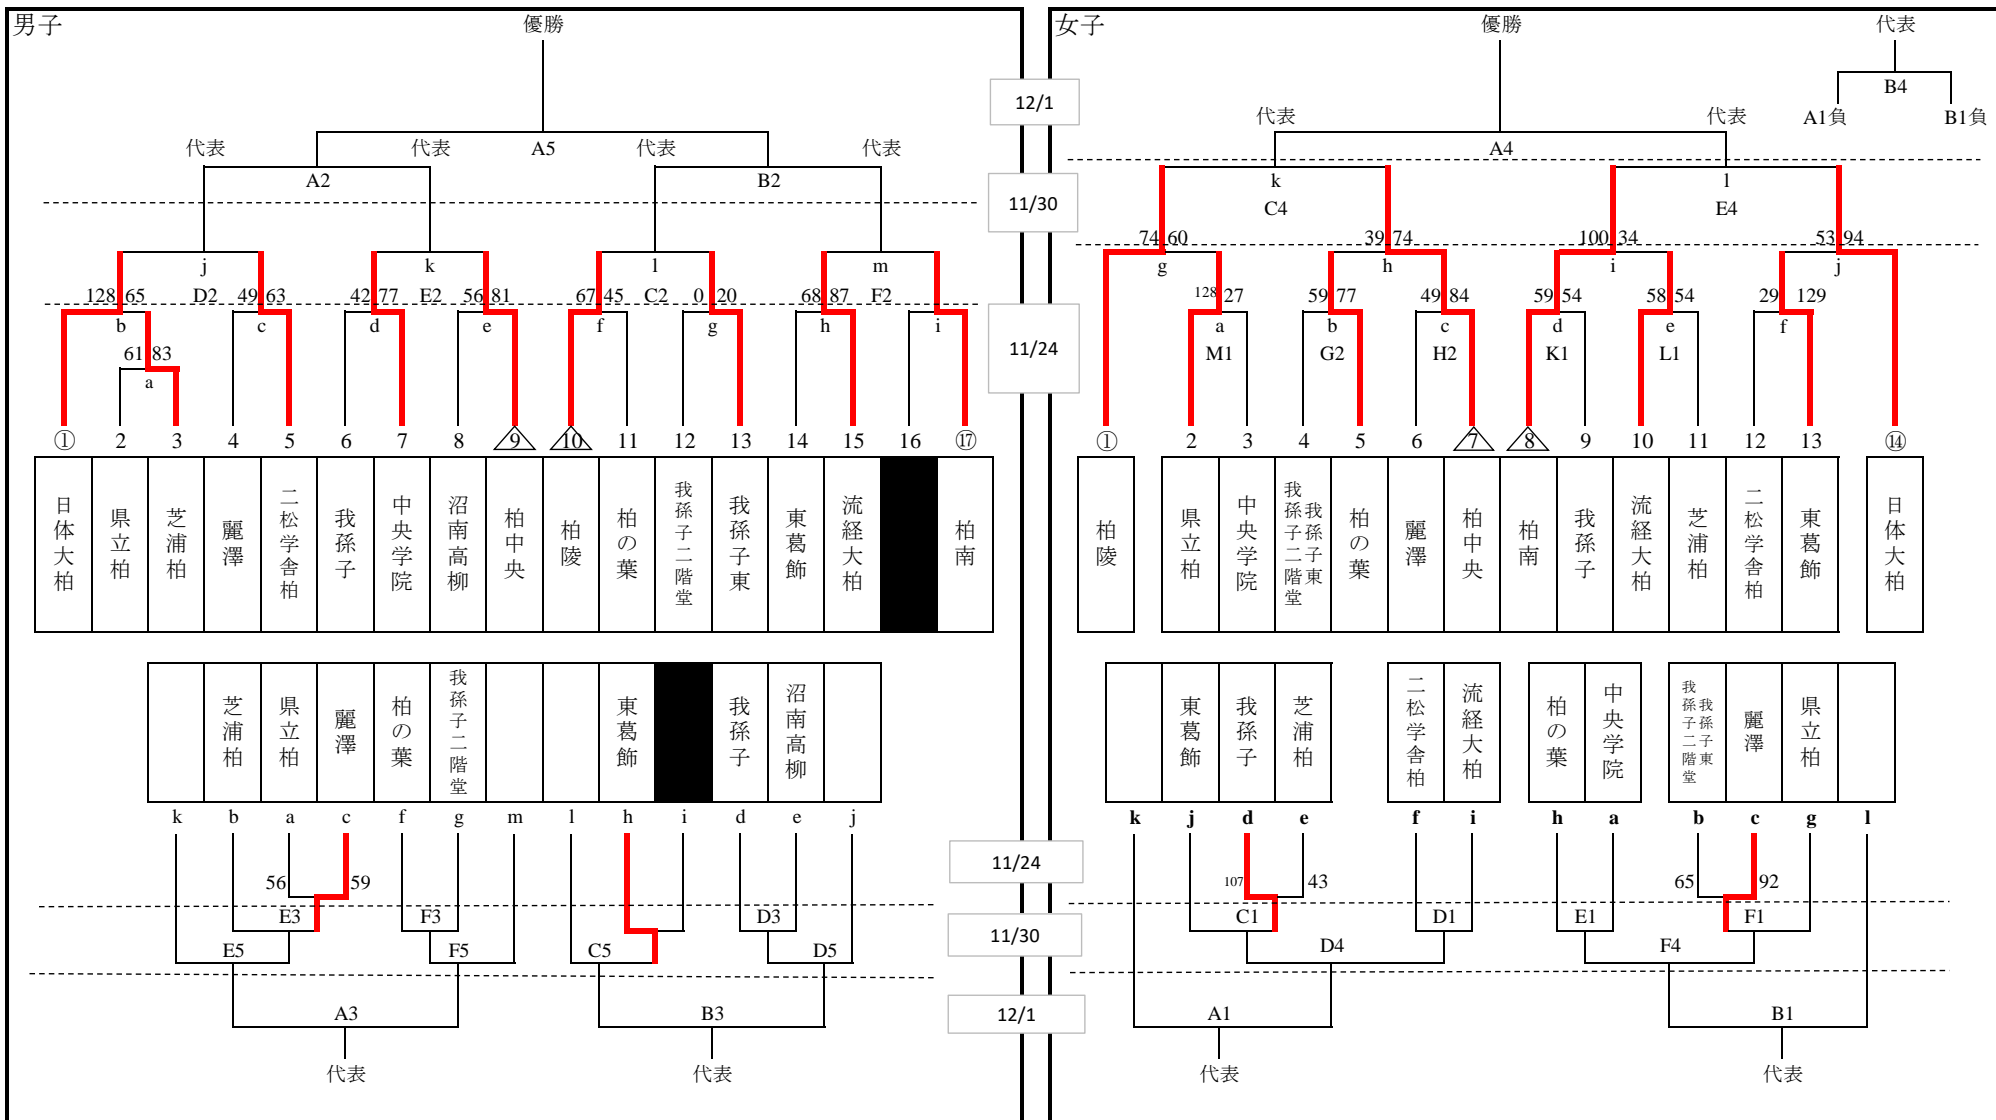 男子
優勝
代表 代表 A5 代表 代表
A2 B2
j k l m
128 65 D2 49 63 42 77 E2 56 81 67 45 C2 0 20 68 87 F2
b c d e f g h i
61 83
a
① 2 3 4 5 6 7 8 9 10 11 12 13 14 15 16 ⑰
日体大柏
県立柏
芝浦柏
麗澤
二松学舎柏
我孫子
中央学院
沼南高柳
柏中央
柏陵
柏の葉
我孫子二階堂
我孫子東
東葛飾
流経大柏
柏南
芝浦柏
県立柏
麗澤
柏の葉
我孫子二階堂
東葛飾
我孫子
沼南高柳
k b a c f g m l h i d e j
56 59
E3 F3 D3
E5 F5 C5 D5
A3 B3
代表 代表
12/1
11/30
11/24
11/24
11/30
12/1
女子
優勝 代表
B4
A1負 B1負
代表 代表
A4
k l
C4 E4
74 60 39 74 100 34 53 94
g h i j
128 27 59 77 49 84 59 54 58 54 29 129
a b c d e f
M1 G2 H2 K1 L1
① 2 3 4 5 6 7 8 9 10 11 12 13 ⑭
柏陵
県立柏
中央学院
我孫子東
我孫子二階堂
柏の葉
麗澤
柏中央
柏南
我孫子
流経大柏
芝浦柏
二松学舎柏
東葛飾
日体大柏
東葛飾
我孫子
芝浦柏
二松学舎柏
流経大柏
柏の葉
中央学院
我孫子東
我孫子二階堂
麗澤
県立柏
k j d e f i h a b c g l
107 43 65 92
C1 D1 E1 F1
D4 F4
A1 B1
代表 代表